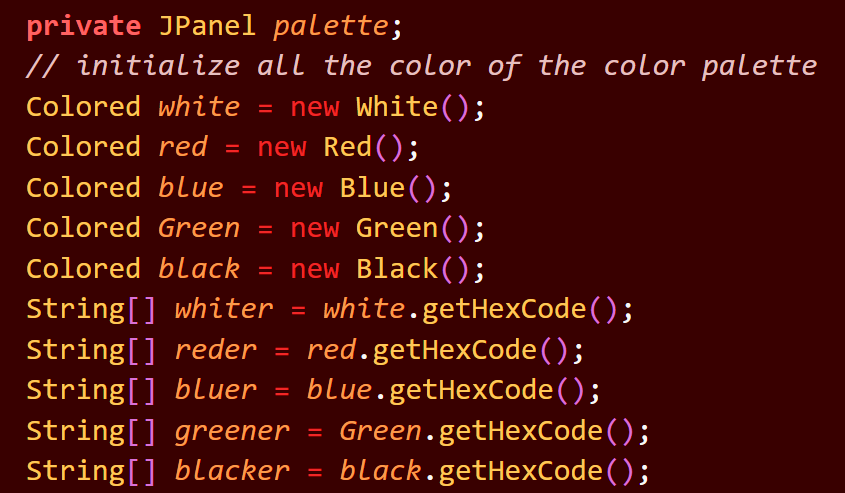 private JPanel palette;
// initialize all the color of the color palette
Colored white = new White();
Colored red = new Red();
Colored blue = new Blue();
Colored Green = new Green();
Colored black = new Black();
String[] whiter = white.getHexCode();
String[] reder = red.getHexCode();
String[] bluer = blue.getHexCode();
String[] greener = Green.getHexCode();
String[] blacker = black.getHexCode();